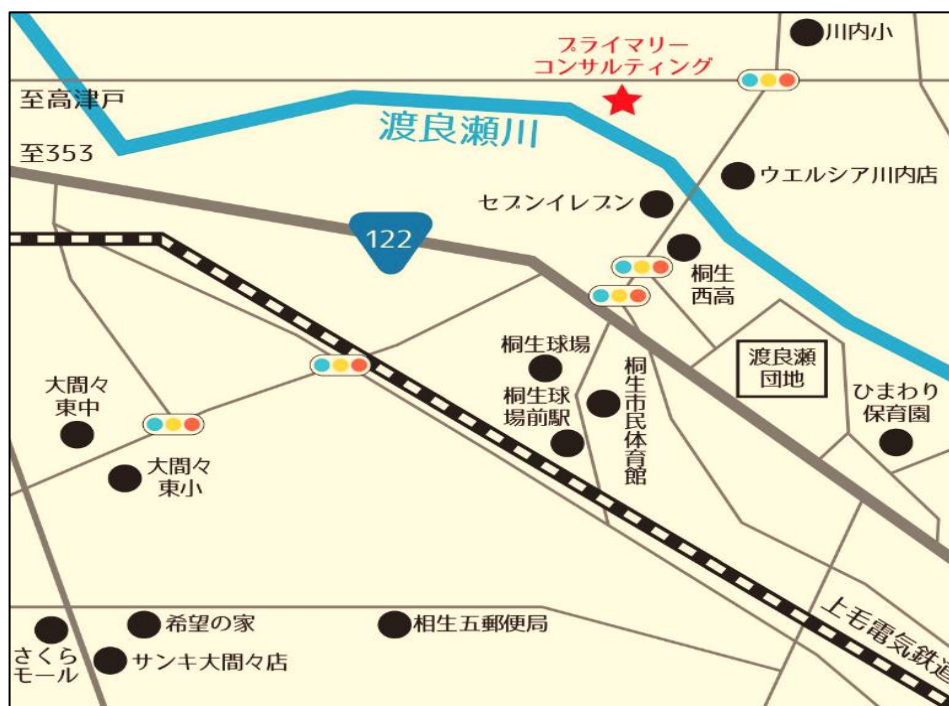 川内小
プライマリー
コンサルティング
至高津戸
渡良瀬川
至353
ウエルシア川内店
セブンイレブン
122
桐生
西高
桐生球場
渡良瀬
団地
大間々
東中
桐生球
場前駅
桐生市民体育館
ひまわり
保育園
大間々
東小
上毛電気鉄道
希望の家
相生五郵便局
さくら
モール
サンキ大間々店